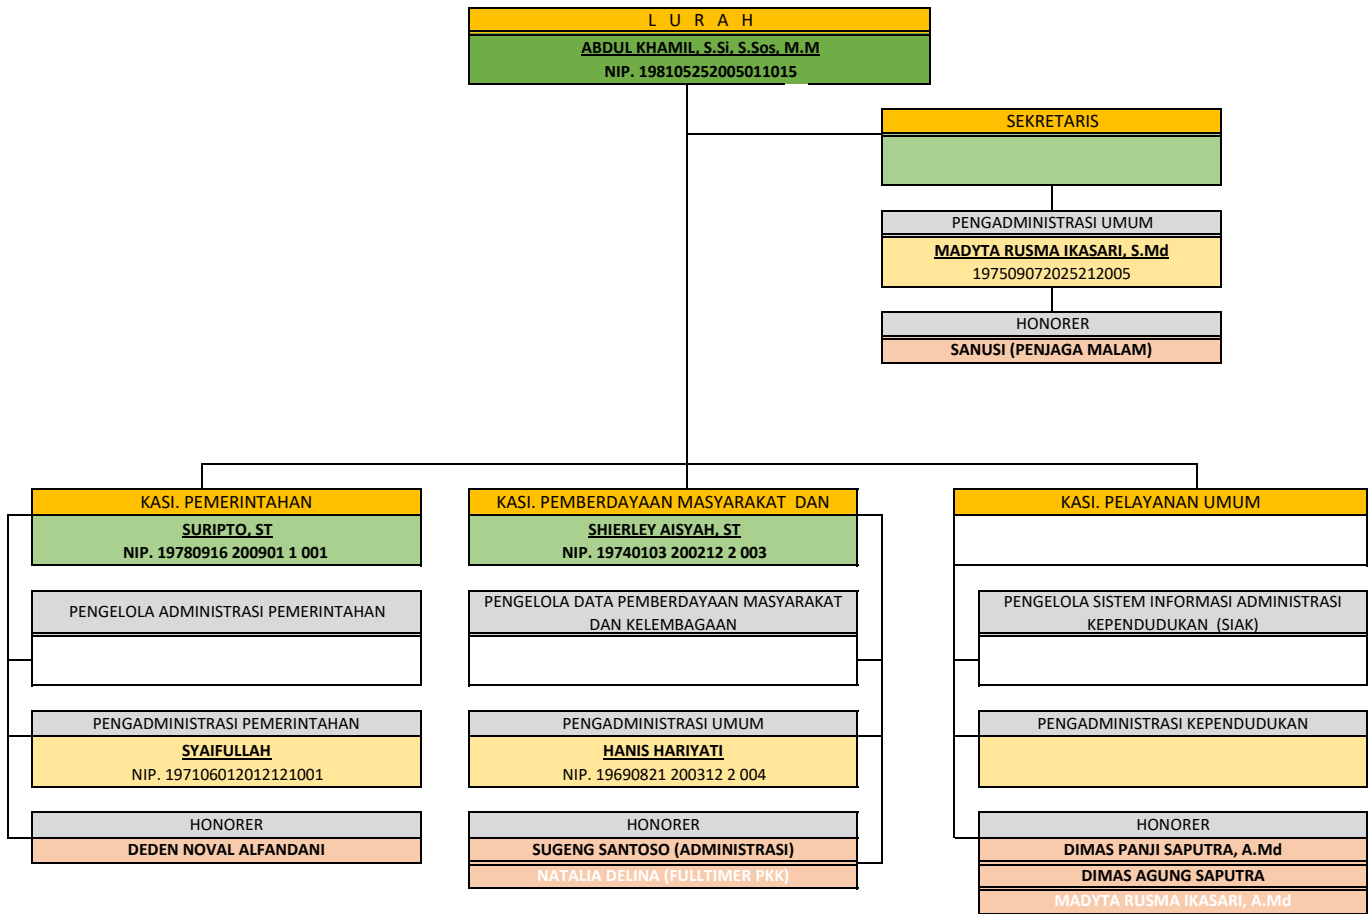 L U R A H
ABDUL KHAMIL, S.Si, S.Sos, M.M
NIP. 198105252005011015
SEKRETARIS
PENGADMINISTRASI UMUM
MADYTA RUSMA IKASARI, S.Md
197509072025212005
HONORER
SANUSI (PENJAGA MALAM)
KASI. PEMERINTAHAN
SURIPTO, ST
NIP. 19780916 200901 1 001
PENGELOLA ADMINISTRASI PEMERINTAHAN
PENGADMINISTRASI PEMERINTAHAN
SYAIFULLAH
NIP. 197106012012121001
HONORER
DEDEN NOVAL ALFANDANI
KASI. PEMBERDAYAAN MASYARAKAT DAN
SHIERLEY AISYAH, ST
NIP. 19740103 200212 2 003
PENGELOLA DATA PEMBERDAYAAN MASYARAKAT
DAN KELEMBAGAAN
PENGADMINISTRASI UMUM
HANIS HARIYATI
NIP. 19690821 200312 2 004
HONORER
SUGENG SANTOSO (ADMINISTRASI)
NATALIA DELINA (FULLTIMER PKK)
KASI. PELAYANAN UMUM
PENGELOLA SISTEM INFORMASI ADMINISTRASI
KEPENDUDUKAN (SIAK)
PENGADMINISTRASI KEPENDUDUKAN
HONORER
DIMAS PANJI SAPUTRA, A.Md
DIMAS AGUNG SAPUTRA
MADYTA RUSMA IKASARI, A.Md